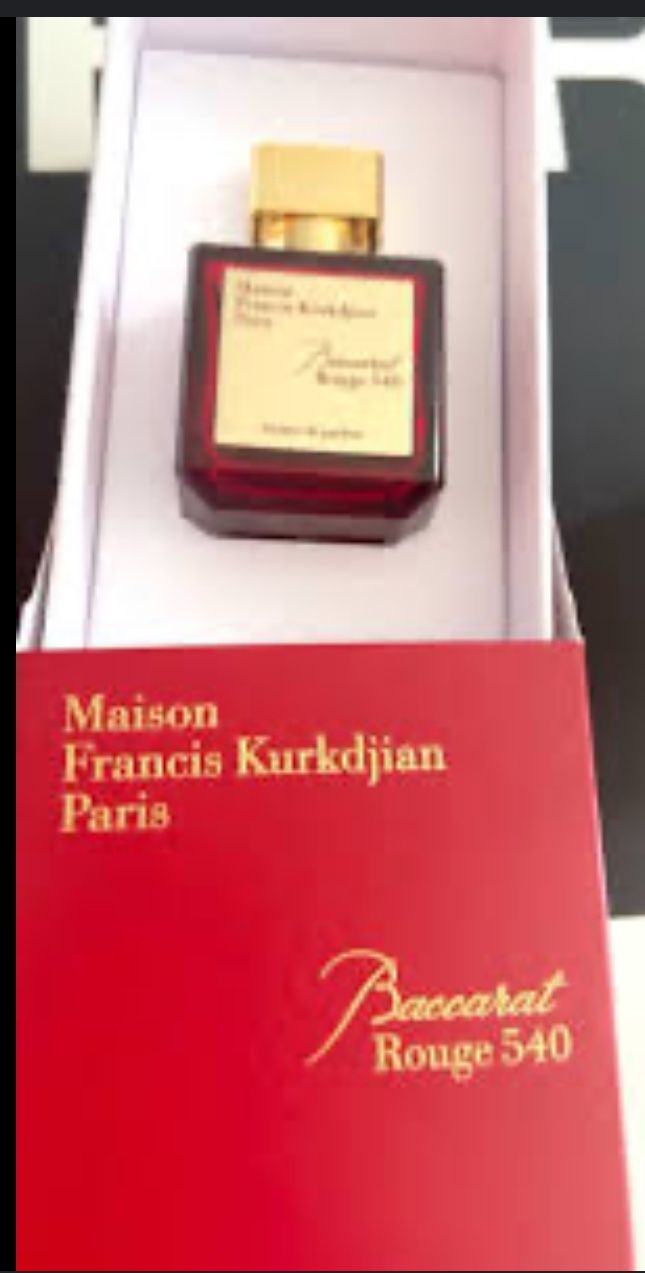 Maison
Francis Kurkdjian
Paris
Baccarat
Rouge 540
Maison
Francis Kurkdjian
Paris
Baccarat
Rouge 540